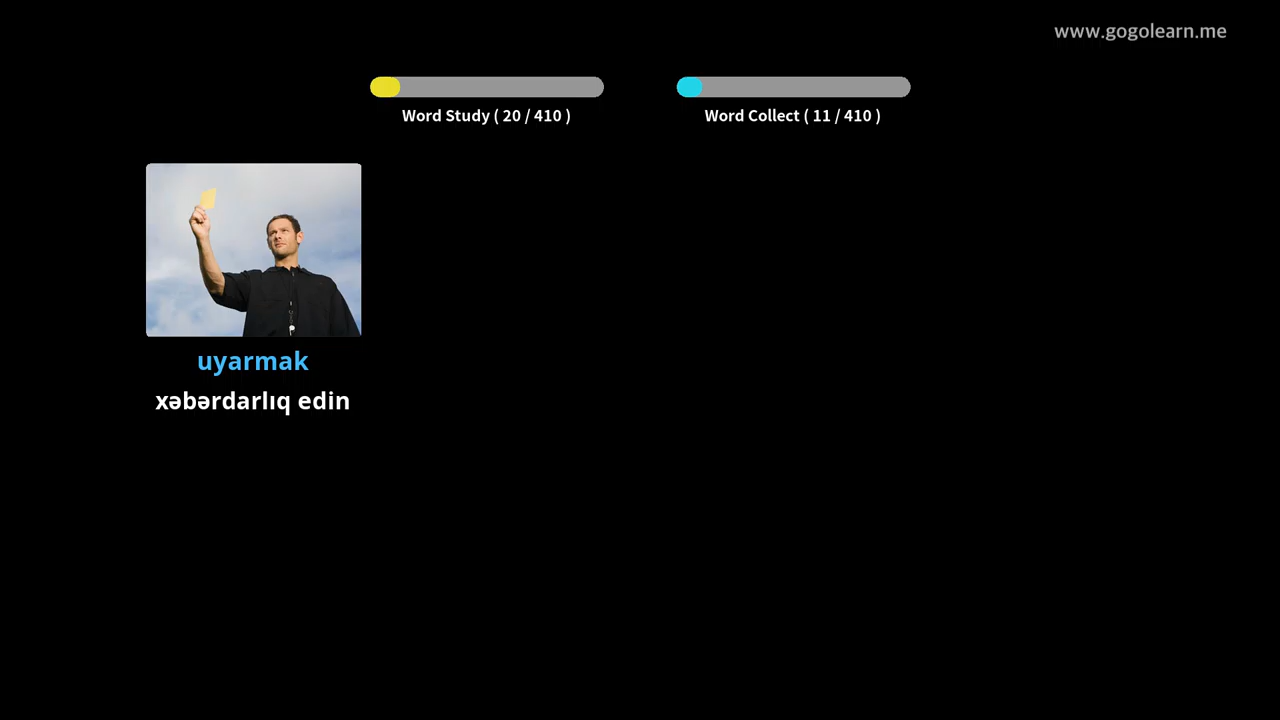 www.gogolearn.me
Word Study ( 20 / 410 )
Word Collect ( 11 / 410 )
uyarmak
xəbərdarlıq edin